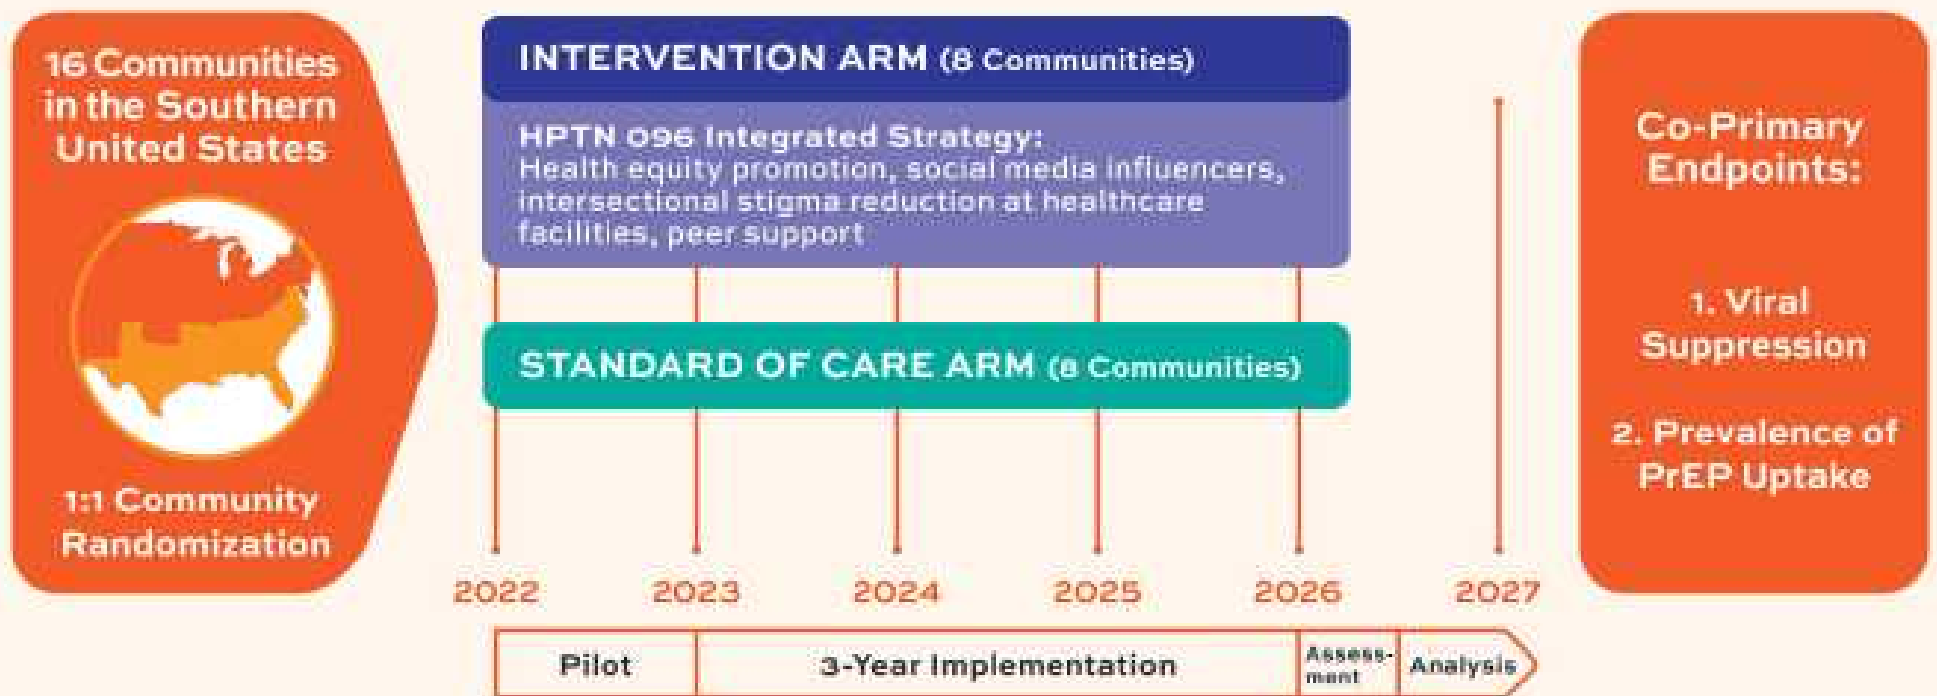 16 Communities
in the Southern
United States
1:1 Community
Randomization
INTERVENTION ARM (8 Communities)
HPTN 096 Integrated Strategy:
Health equity promotion, social media influencers,
intersectional stigma reduction at healthcare
facilities, peer support
STANDARD OF CARE ARM (8 Communities)
2022 2023 2024 2025 2026 2027
Pilot 3-Year Implementation Assess- Analysis
ment
Co-Primary
Endpoints:
1. Viral
Suppression
2. Prevalence of
PrEP Uptake